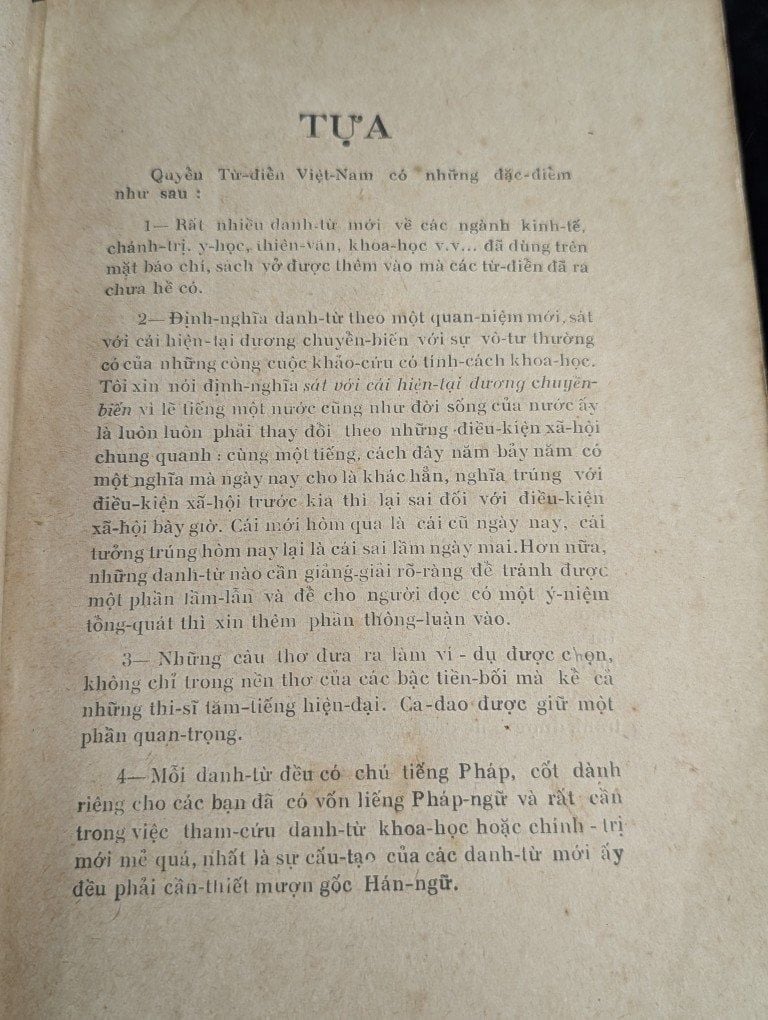 TỰA
Quyển Từ-điển Việt-Nam có những đặc-điểm
như sau :
1— Rất nhiều danh-từ mới về các ngành kinh-tế,
chánh-trị. y-học, thiên-văn, khoa-học v.v... đã dùng trên
mặt báo chí, sách vở được thêm vào mà các từ-điển đã ra
chưa hề có.
2— Định-nghĩa danh-từ theo một quan-niệm mới, sát
với cái hiện-tại đương chuyển-biến với sự vô-tư thường
có của những công cuộc khảo-cứu có tính-cách khoa-học.
Tôi xin nói định-nghĩa sát với cái hiện-tại đương chuyển-
biến vì lẽ tiếng một nước cũng như đời sống của nước ấy
là luôn luôn phải thay đổi theo những điều-kiện xã-hội
chung quanh : cùng một tiếng, cách đây năm bảy năm có
một nghĩa mà ngày nay cho là khác hẳn, nghĩa trúng với
điều-kiện xã-hội trước kia thì lại sai đối với điều-kiện
xã-hội bây giờ. Cái mới hôm qua là cái cũ ngày nay, cái
tưởng trúng hôm nay lại là cái sai lầm ngày mai. Hơn nữa,
những danh-từ nào cần giảng-giải rõ-ràng để tránh được
một phần lầm-lẫn và để cho người đọc có một ý-niệm
tổng-quát thì xin thêm phần thông-luận vào.
3— Những câu thơ đưa ra làm ví - dụ được chọn,
không chỉ trong nền thơ của các bậc tiền-bối mà kể cả
những thi-sĩ tăm-tiếng hiện-đại. Ca-dao được giữ một
phần quan-trọng.
4— Mỗi danh-từ đều có chú tiếng Pháp, cốt dành
riêng cho các bạn đã có vốn liếng Pháp-ngữ và rất cần
trong việc tham-cứu danh-từ khoa-học hoặc chính - trị
mới mẻ quá, nhất là sự cấu-tạo của các danh-từ mới ấy
đều phải cần-thiết mượn gốc Hán-ngữ.